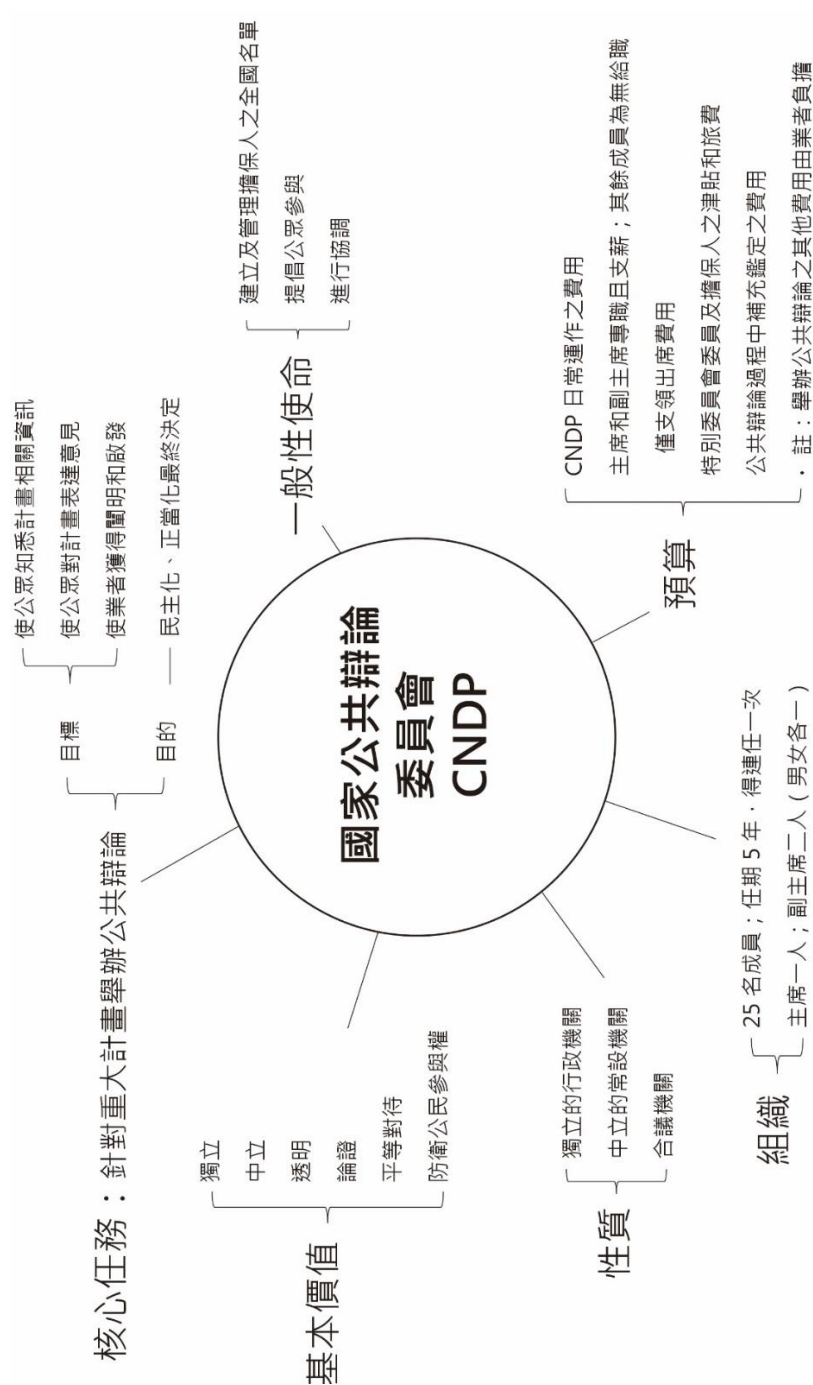 核心任務：針對重大計畫舉辦公共辯論
目標
使公眾知悉計畫相關資訊
使公眾對計畫表達意見
使業者獲得闡明和啟發
目的
民主化、正當化最終決定
一般性使命
建立及管理擔保人之全國名單
提倡公眾參與
進行協調
基本價值
獨立
中立
透明
論證
平等對待
防衛公民參與權
國家公共辯論
委員會
CNDP
性質
獨立的行政機關
中立的常設機關
合議機關
預算
CNDP 日常運作之費用
主席和副主席專職且支薪；其餘成員為無給職
僅支領出席費用
特別委員會委員及擔保人之津貼和旅費
公共辯論過程中補充鑑定之費用
・註：舉辦公共辯論之其他費用由業者負擔
組織
25 名成員；任期 5 年，得連任一次
主席一人；副主席二人（男女各一）